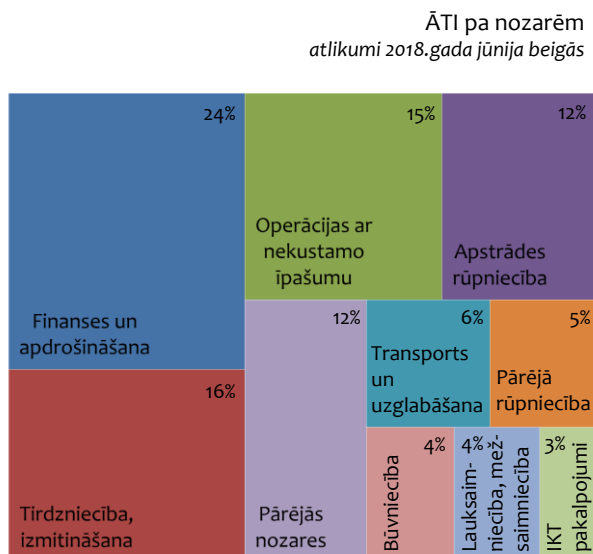 ĀTI pa nozarēm
atlikumi 2018.gada jūnija beigās
24%
Finanses un
apdrošināšana
15%
Operācijas ar
nekustamo
īpašumu
12%
Apstrādes
rūpniecība
16%
Tirdzniecība,
izmitināšana
12%
Pārējās
nozares
6%
Transports
un
uzglabāšana
5%
Pārējā
rūpniecība
4%
Būvniecība
4%
Lauksaim-
niecība, mež-
saimniecība
3%
IKT
pakalpojumi